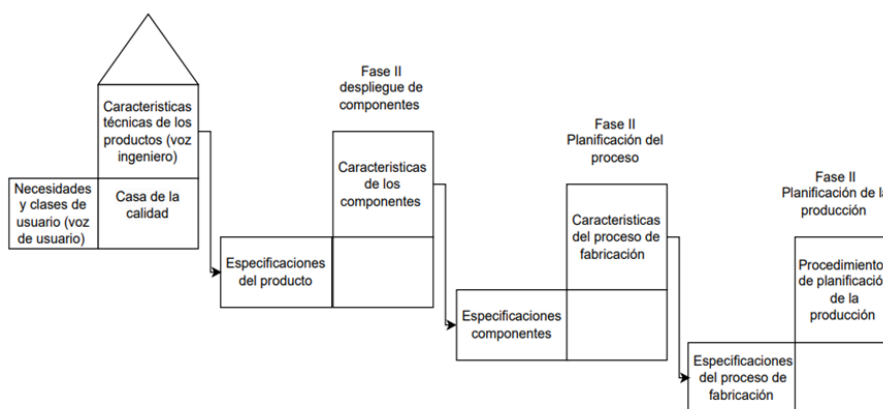 Caracteristicas
técnicas de los
productos (voz
ingeniero)
Necesidades
y clases de
usuario (voz
de usuario)
Casa de la
calidad
Fase II
despliegue de
componentes
Caracteristicas
de los
componentes
Especificaciones
del producto
Fase II
Planificación del
proceso
Caracteristicas
del proceso de
fabricación
Especificaciones
componentes
Fase II
Planificación de la
producción
Procedimiento
de planificació
de la
producción
Especificaciones
del proceso de
fabricación